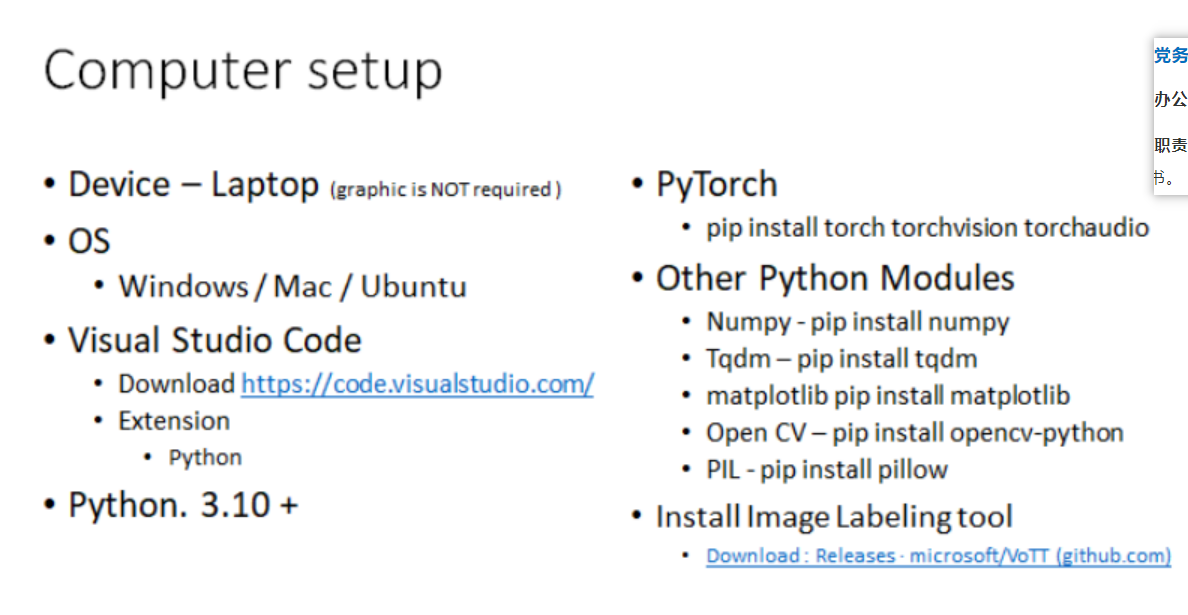 Computer setup
• Device – Laptop (graphic is NOT required )
• OS
• Windows / Mac / Ubuntu
• Visual Studio Code
• Download https://code.visualstudio.com/
• Extension
• Python
• Python. 3.10 +
• PyTorch
• pip install torch torchvision torchaudio
• Other Python Modules
• Numpy - pip install numpy
• Tqdm – pip install tqdm
• matplotlib pip install matplotlib
• Open CV – pip install opencv-python
• PIL - pip install pillow
• Install Image Labeling tool
• Download : Releases · microsoft/VoTT (github.com)
党务
办公
职责
书。